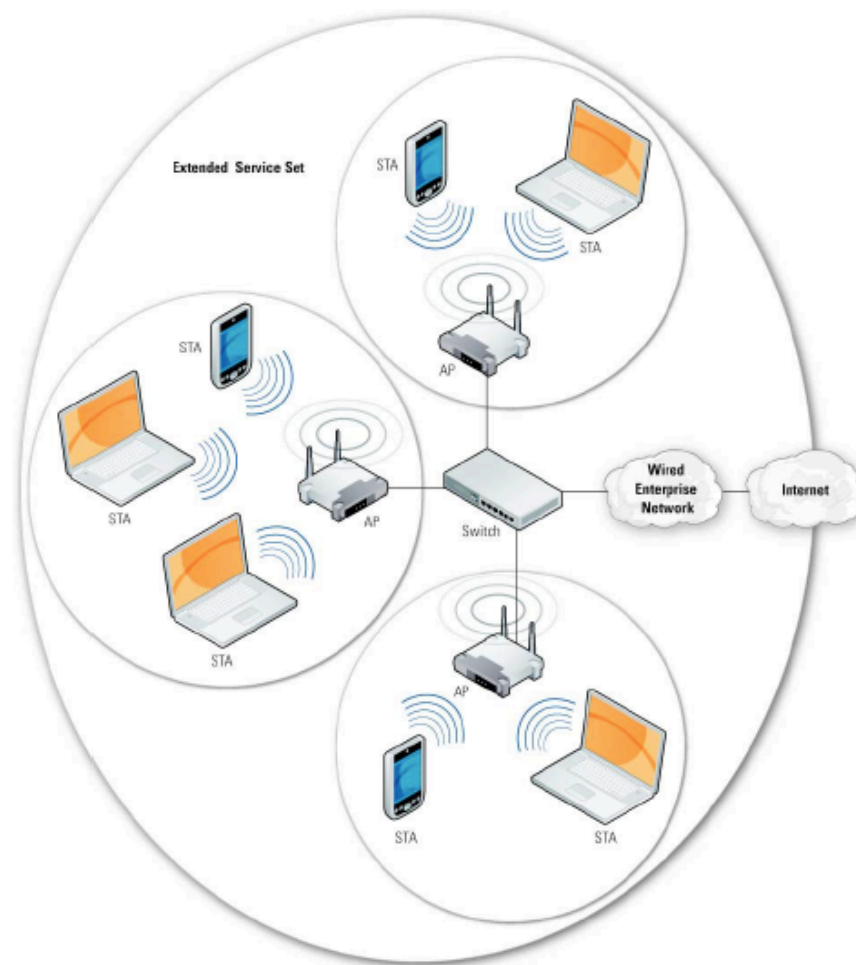 Extended Service Set
STA
STA
AP
STA
STA
STA
AP
Switch
Wired
Enterprise
Network
Internet
AP
STA
STA